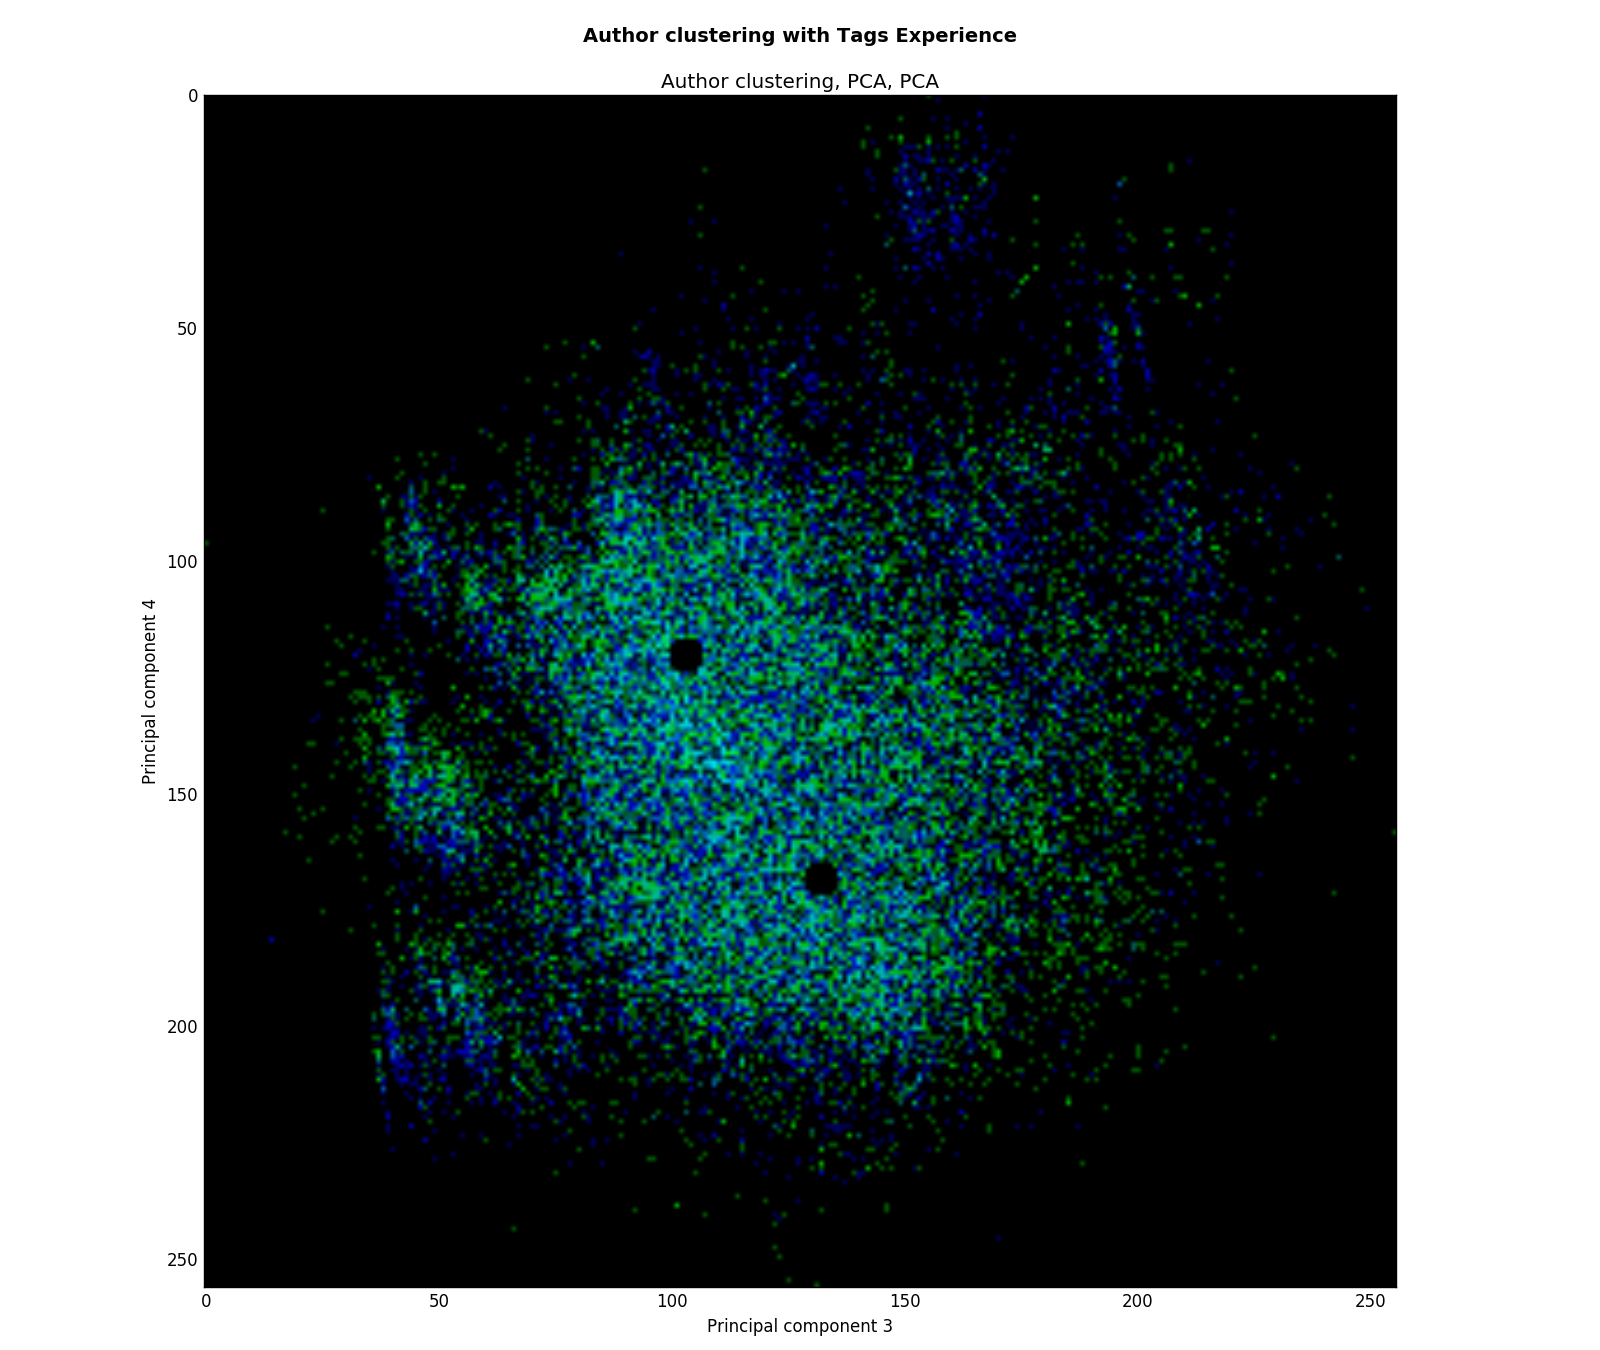 Author clustering with Tags Experience
Author clustering, PCA, PCA
0
50
100
150
200
250
Principal component 4
0 50 100 150 200 250
Principal component 3